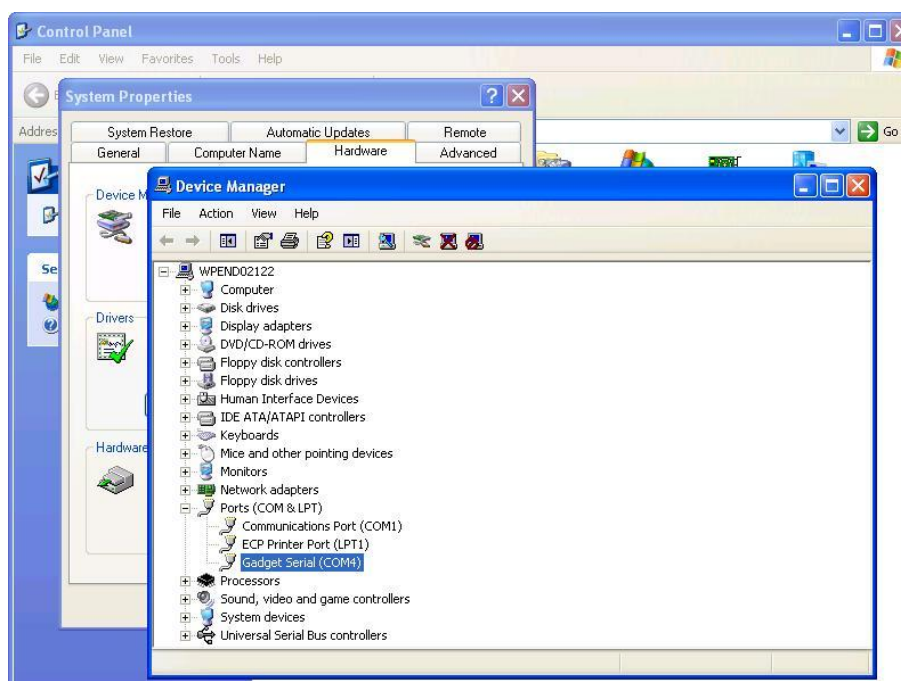 Control Panel
File Edit View Favorites Tools Help
System Properties
Addres
Go
System Restore Automatic Updates Remote
General Computer Name Hardware Advanced
Device M
Device Manager
File Action View Help
Se
WPEND02122
Computer
Disk drives
Drivers
Display adapters
DVD/CD-ROM drives
Floppy disk controllers
Floppy disk drives
Human Interface Devices
IDE ATA/ATAPI controllers
Keyboards
Hardware
Mice and other pointing devices
Monitors
Network adapters
Ports (COM & LPT)
Communications Port (COM1)
ECP Printer Port (LPT1)
Gadget Serial (COM4)
Processors
Sound, video and game controllers
System devices
Universal Serial Bus controllers